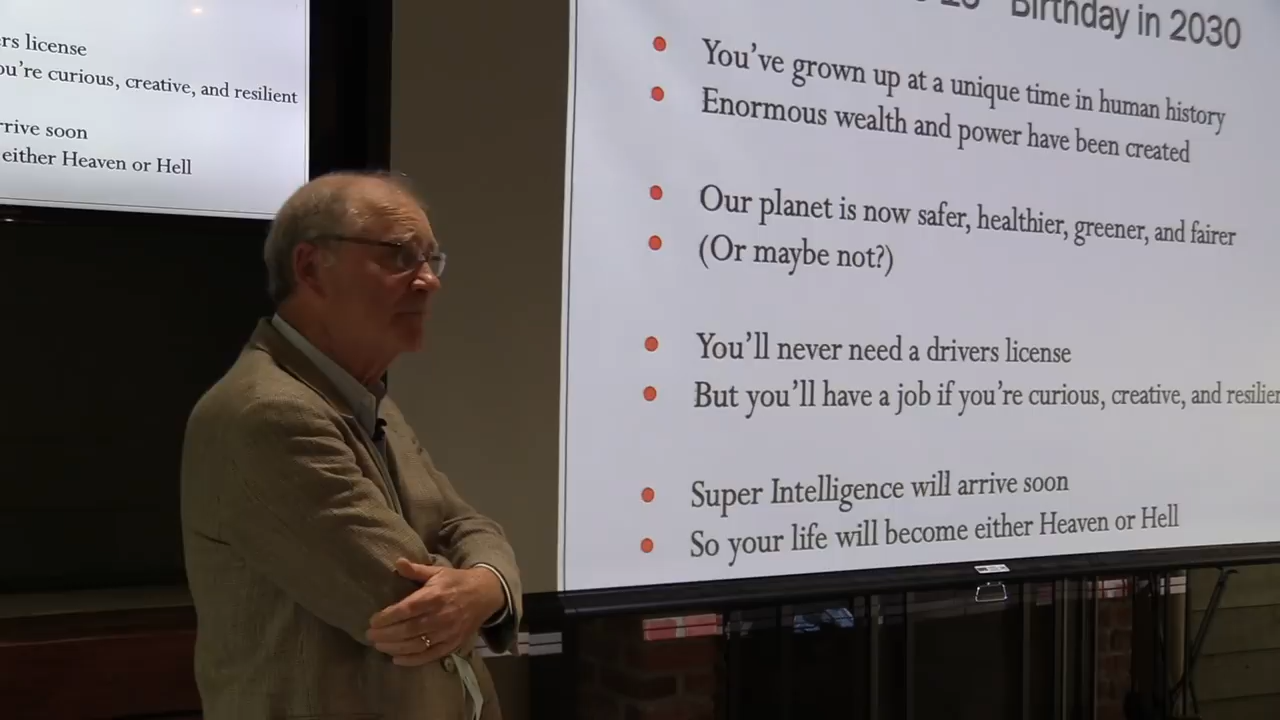 rs license
ou're curious, creative, and resilient
rrive soon
either Heaven or Hell
Birthday in 2030
You've grown up at a unique time in human history
Enormous wealth and power have been created
Our planet is now safer, healthier, greener, and fairer
(Or maybe not?)
You'll never need a drivers license
But you'll have a job if you're curious, creative, and resilien
Super Intelligence will arrive soon
So your life will become either Heaven or Hell